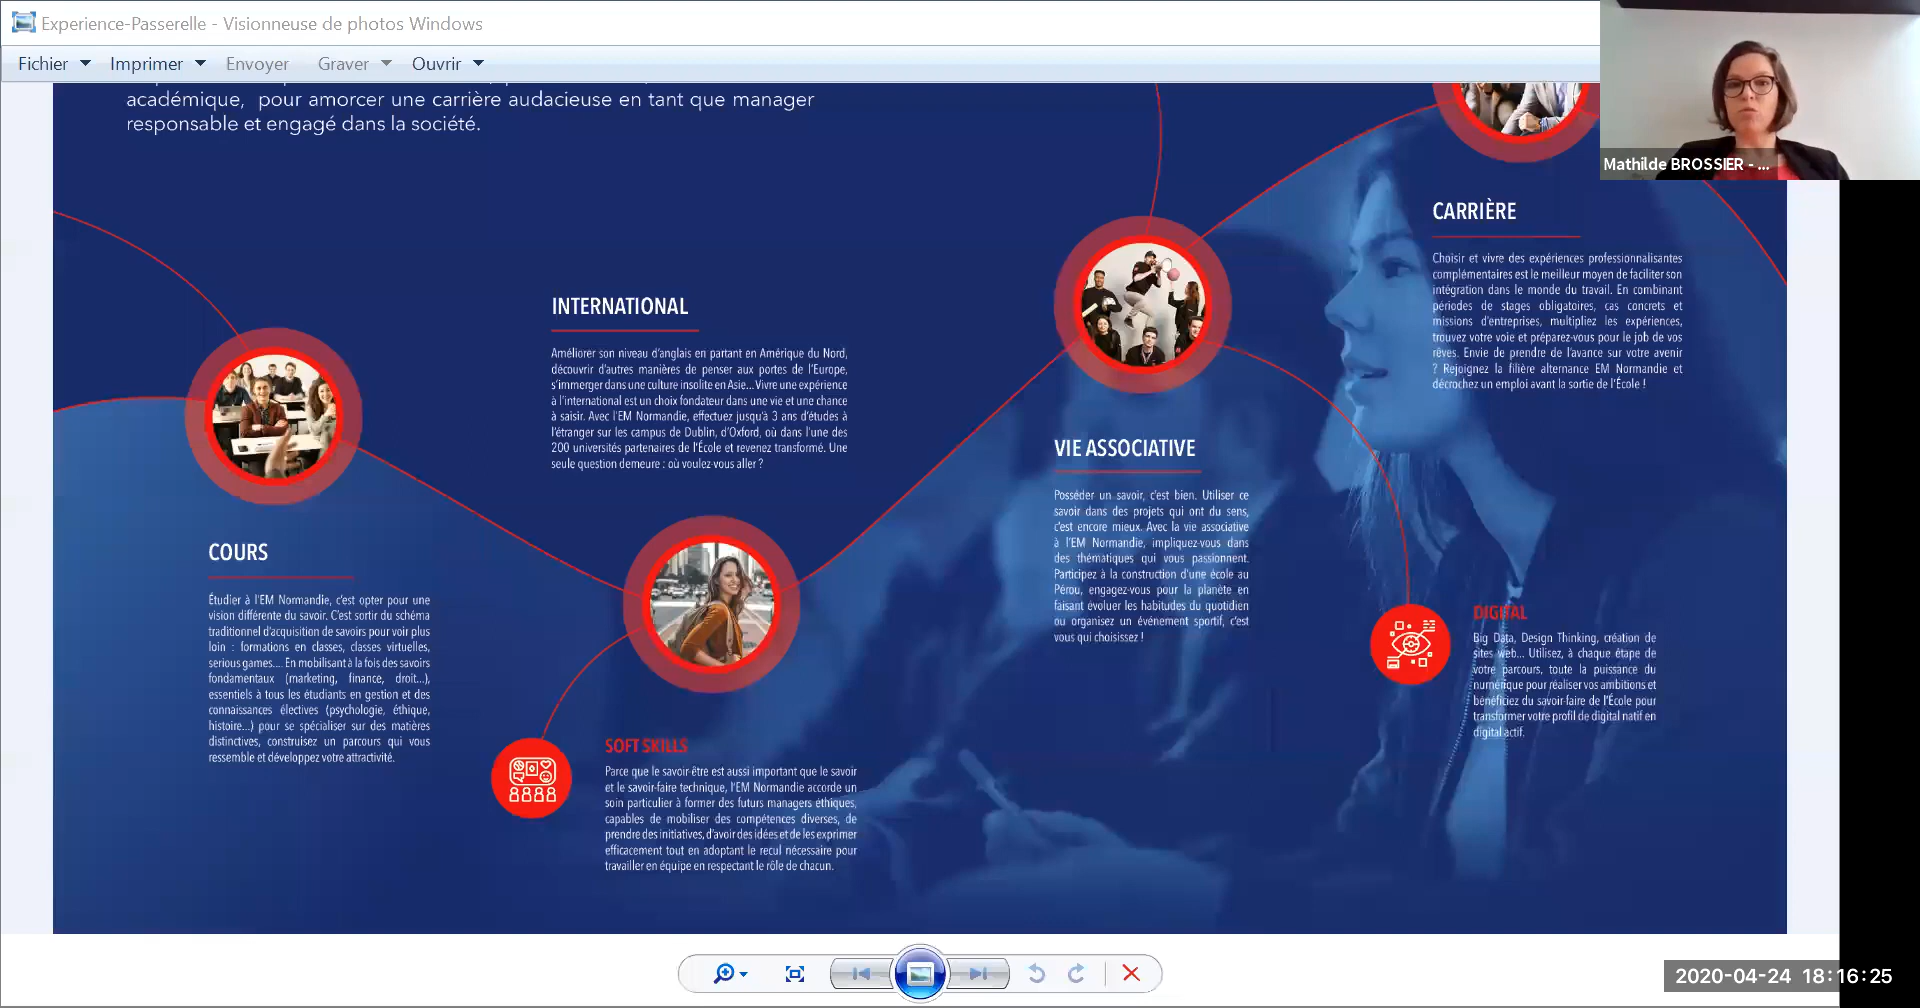 Experience-Passerelle - Visionneuse de photos Windows
Fichier Imprimer Envoyer Graver Ouvrir
académique, pour amorcer une carrière audacieuse en tant que manager
responsable et engagé dans la société.
Mathilde BROSSIER - ...
CARRIÈRE
Choisir et vivre des expériences professionnalisantes
complémentaires est le meilleur moyen de faciliter son
intégration dans le monde du travail. En combinant
périodes de stages obligatoires, cas concrets et
missions d'entreprises, multipliez les expériences,
trouvez votre voie et préparez-vous pour le job de vos
rêves. Envie de prendre de l'avance sur votre avenir
? Rejoignez la filière alternance EM Normandie et
décrochez un emploi avant la sortie de l'École !
INTERNATIONAL
Améliorer son niveau d'anglais en partant en Amérique du Nord,
découvrir d'autres manières de penser aux portes de l'Europe,
s'immerger dans une culture insolite en Asie... Vivre une expérience
à l'international est un choix fondateur dans une vie et une chance
à saisir. Avec l'EM Normandie, effectuez jusqu'à 3 ans d'études à
l'étranger sur les campus de Dublin, d'Oxford, où dans l'une des
200 universités partenaires de l'École et revenez transformé. Une
seule question demeure : où voulez-vous aller ?
VIE ASSOCIATIVE
Posséder un savoir, c'est bien. Utiliser ce
savoir dans des projets qui ont du sens,
c'est encore mieux. Avec la vie associative
à l'EM Normandie, impliquez-vous dans
des thématiques qui vous passionnent.
Participez à la construction d'une école au
Pérou, engagez-vous pour la planète en
faisant évoluer les habitudes du quotidien
ou organisez un événement sportif, c'est
vous qui choisissez !
COURS
Étudier à l'EM Normandie, c'est opter pour une
vision différente du savoir. C'est sortir du schéma
traditionnel d'acquisition de savoirs pour voir plus
loin : formations en classes, classes virtuelles,
serious games.... En mobilisant à la fois des savoirs
fondamentaux (marketing, finance, droit...),
essentiels à tous les étudiants en gestion et des
connaissances électives (psychologie, éthique,
histoire...) pour se spécialiser sur des matières
distinctives, construisez un parcours qui vous
ressemble et développez votre attractivité.
DIGITAL
Big Data, Design Thinking, création de
sites web... Utilisez, à chaque étape de
votre parcours, toute la puissance du
numérique pour réaliser vos ambitions et
bénéficiez du savoir-faire de l'École pour
transformer votre profil de digital natif en
digital actif.
SOFT SKILLS
Parce que le savoir-être est aussi important que le savoir
et le savoir-faire technique, l'EM Normandie accorde un
soin particulier à former des futurs managers éthiques,
capables de mobiliser des compétences diverses, de
prendre des initiatives, d'avoir des idées et de les exprimer
efficacement tout en adoptant le recul nécessaire pour
travailler en équipe en respectant le rôle de chacun.
2020-04-24 18:16:25